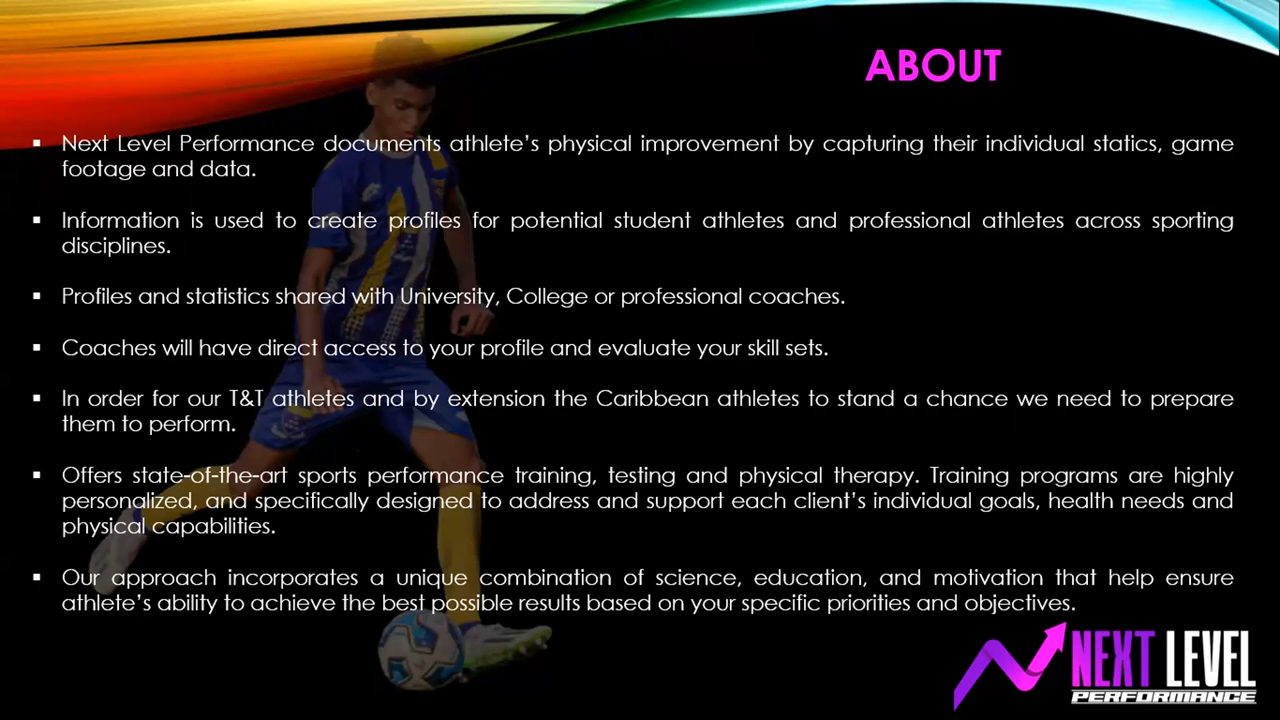 ABOUT
▪ Next Level Performance documents athlete's physical improvement by capturing their individual statics, game
footage and data.
▪ Information is used to create profiles for potential student athletes and professional athletes across sporting
disciplines.
▪ Profiles and statistics shared with University, College or professional coaches.
▪ Coaches will have direct access to your profile and evaluate your skill sets.
▪ In order for our T&T athletes and by extension the Caribbean athletes to stand a chance we need to prepare
them to perform.
▪ Offers state-of-the-art sports performance training, testing and physical therapy. Training programs are highly
personalized, and specifically designed to address and support each client's individual goals, health needs and
physical capabilities.
▪ Our approach incorporates a unique combination of science, education, and motivation that help ensure
athlete's ability to achieve the best possible results based on your specific priorities and objectives.
NEXT LEVEL
PERFORMANCE